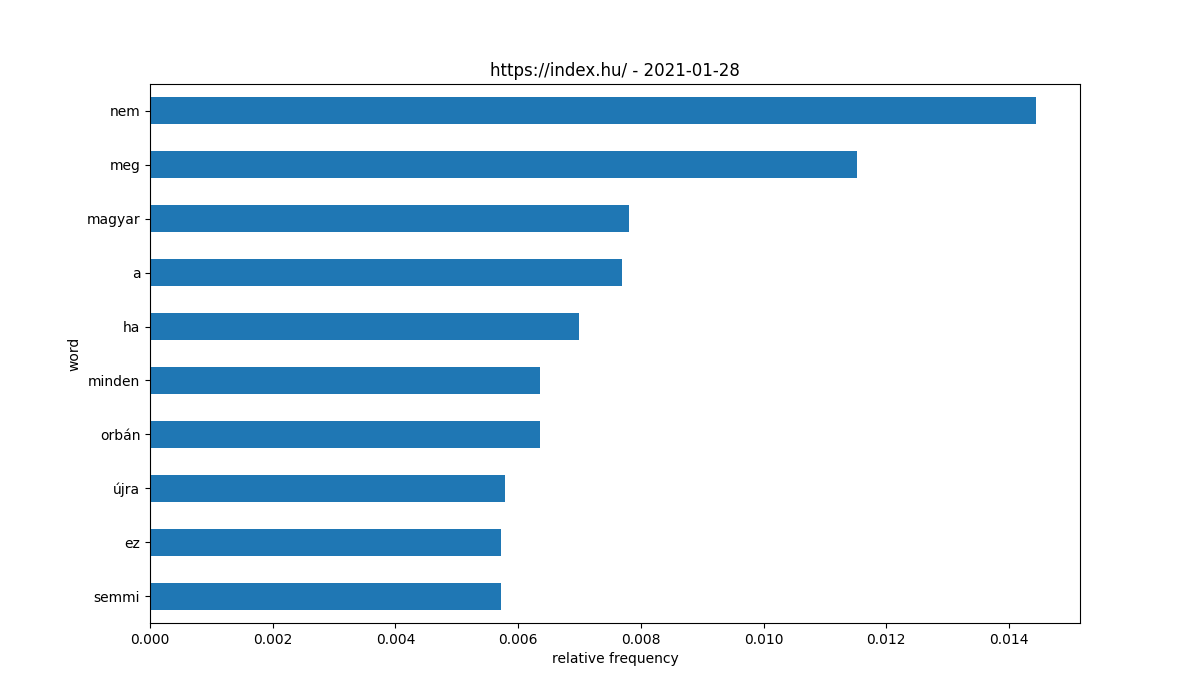 https://index.hu/ - 2021-01-28
nem
meg
magyar
a
ha
minden
orbán
újra
ez
semmi
word
0.000 0.002 0.004 0.006 0.008 0.010 0.012 0.014
relative frequency